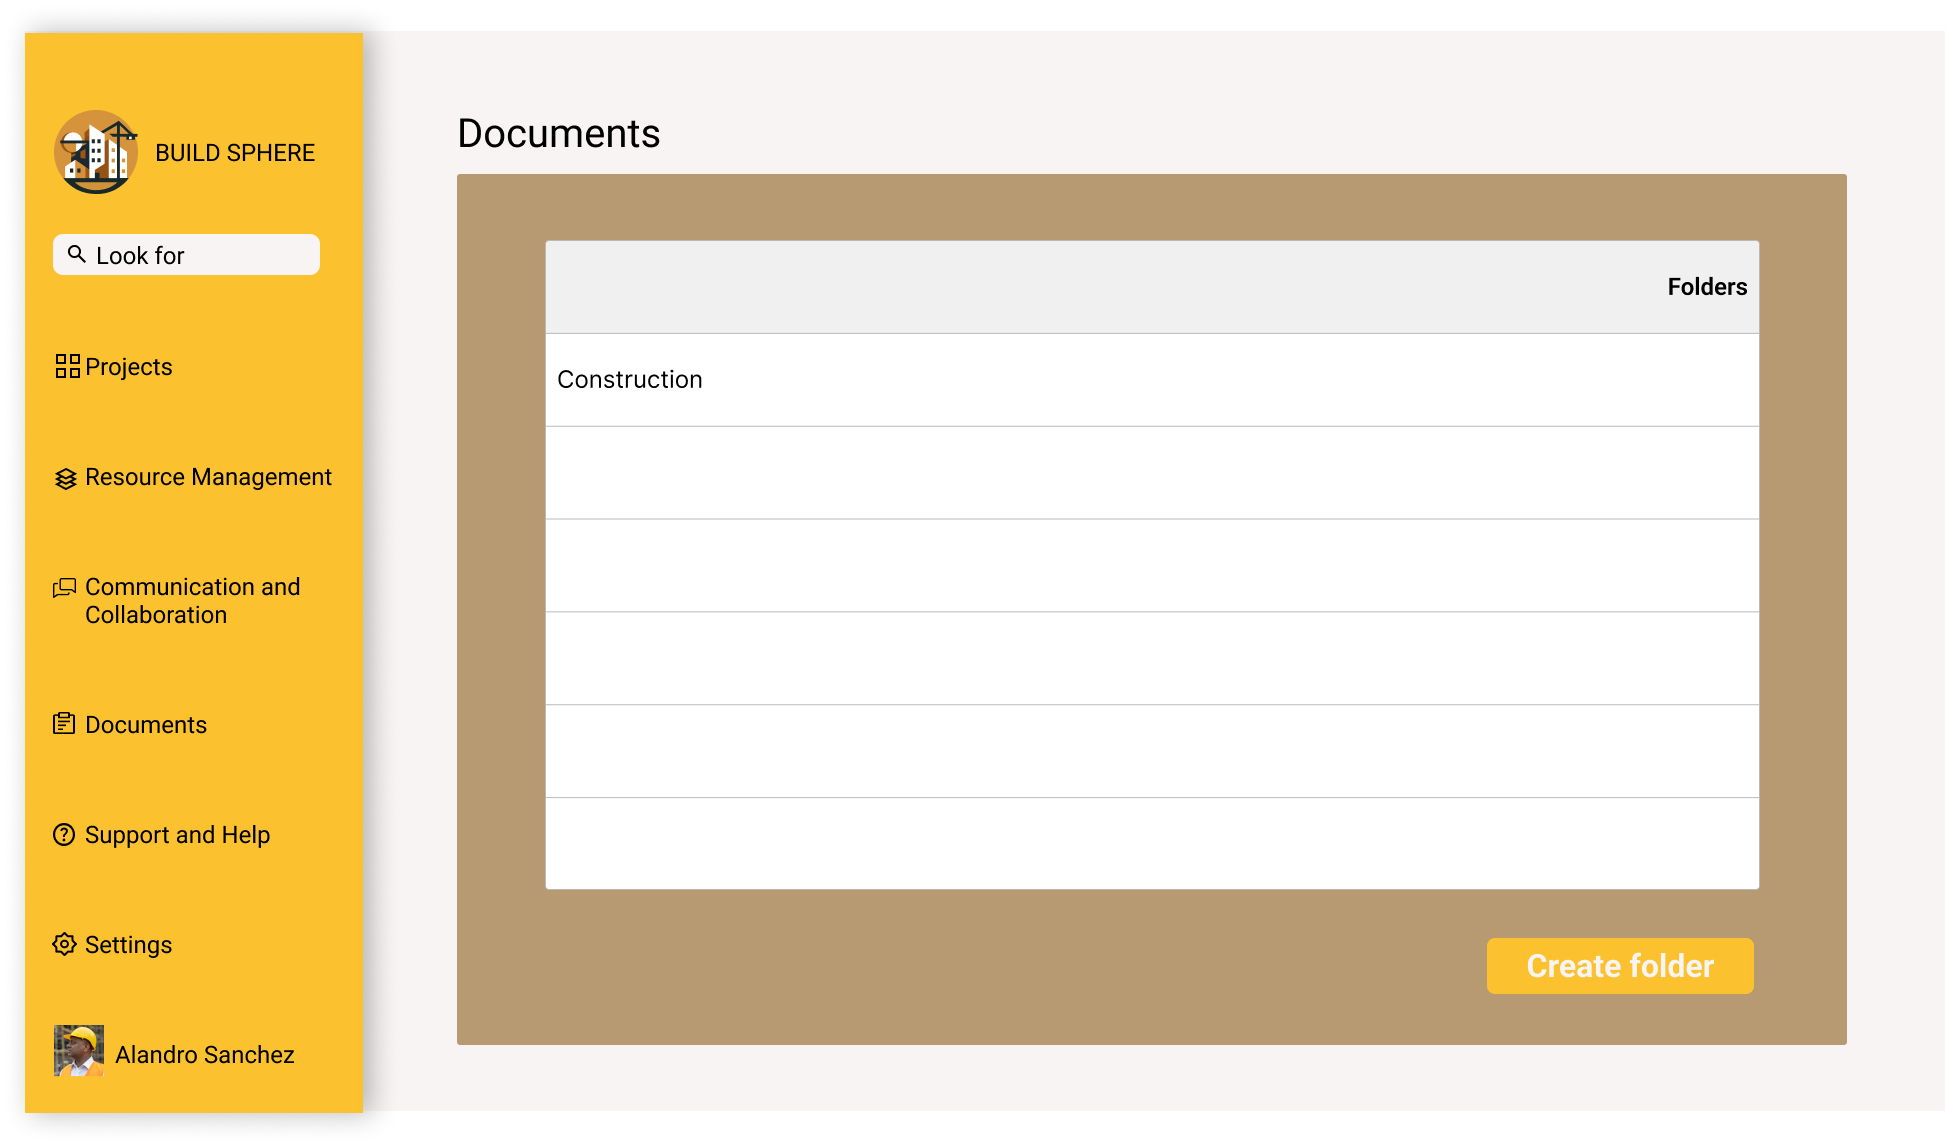 BUILD SPHERE
Look for
Projects
Resource Management
Communication and
Collaboration
Documents
Support and Help
Settings
Alandro Sanchez
Documents
Folders
Construction
Create folder